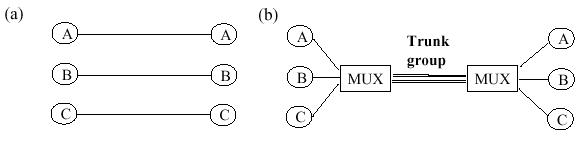 (a)
A A
B B
C C
(b)
A A
Trunk
group
B MUX MUX B
C C